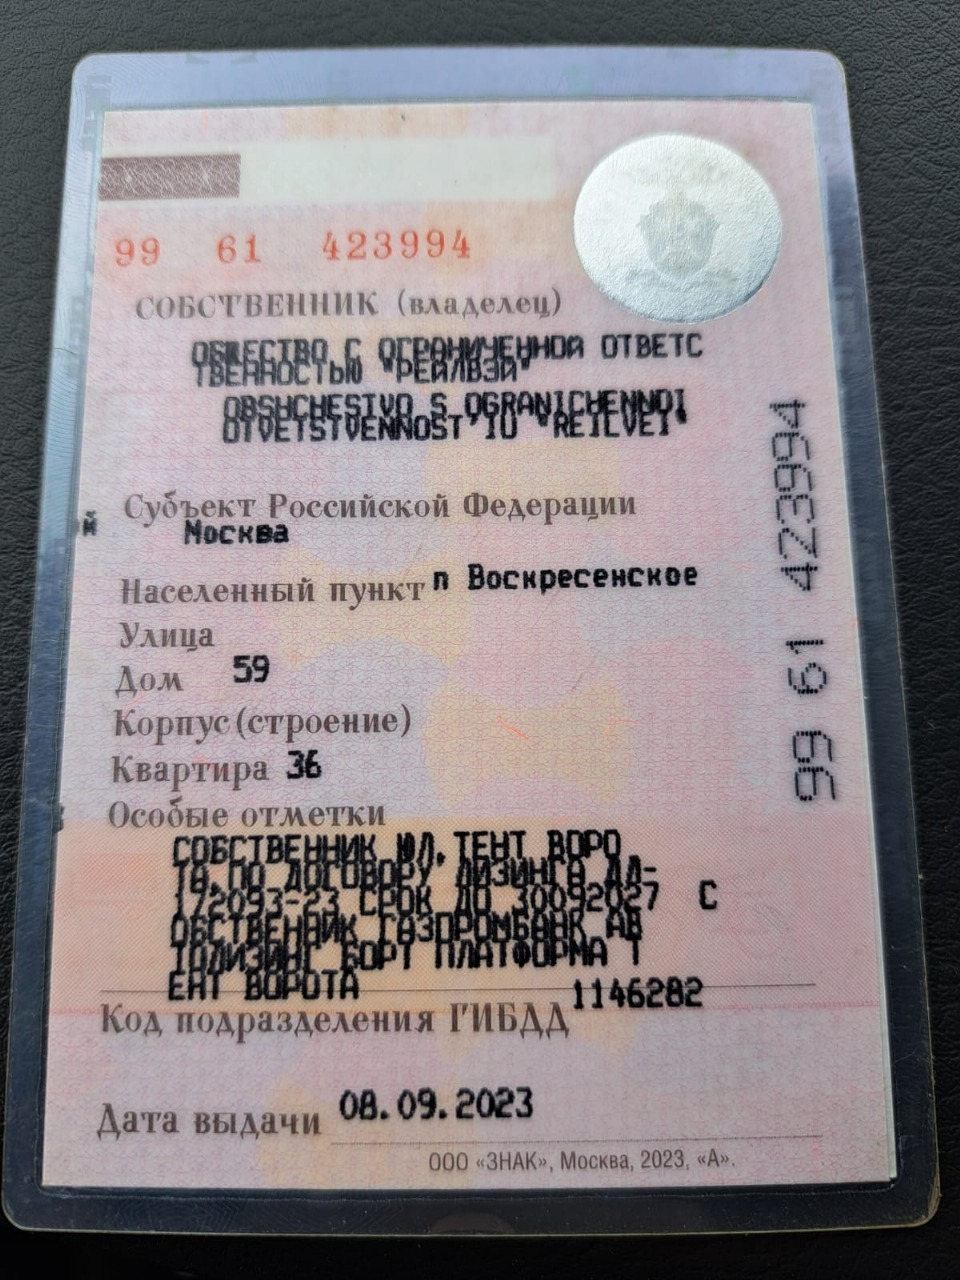 99 61 423994
СОБСТВЕННИК (владелец)
ОБЩЕСТВО С ОГРАНИЧЕННОЙ ОТВЕТС
ТВЕННОСТЬЮ "РЕЙЛВЭЙ"
OBSHCHESTVO S OGRANICHENNOI
OTVETSTVENNOST'IU "REILVEI"
Субъект Российской Федерации
Москва
Населенный пункт п Воскресенское
Улица
Дом 59
Корпус (строение)
Квартира 36
Особые отметки
СОБСТВЕННИК ЮЛ. ТЕНТ ВОРО
ТА, ПО ДОГОВОРУ ЛИЗИНГА ДЛ-
172093-23 СРОК ДО 30092027 С
ОБСТВЕННИК ГАЗПРОМБАНК АВ
ТОЛИЗИНГ БОРТ ПЛАТФОРМА Т
ЕНТ ВОРОТА
Код подразделения ГИБДД 1146282
Дата выдачи 08.09.2023
ООО «ЗНАК», Москва, 2023, «А».
99 61 423994